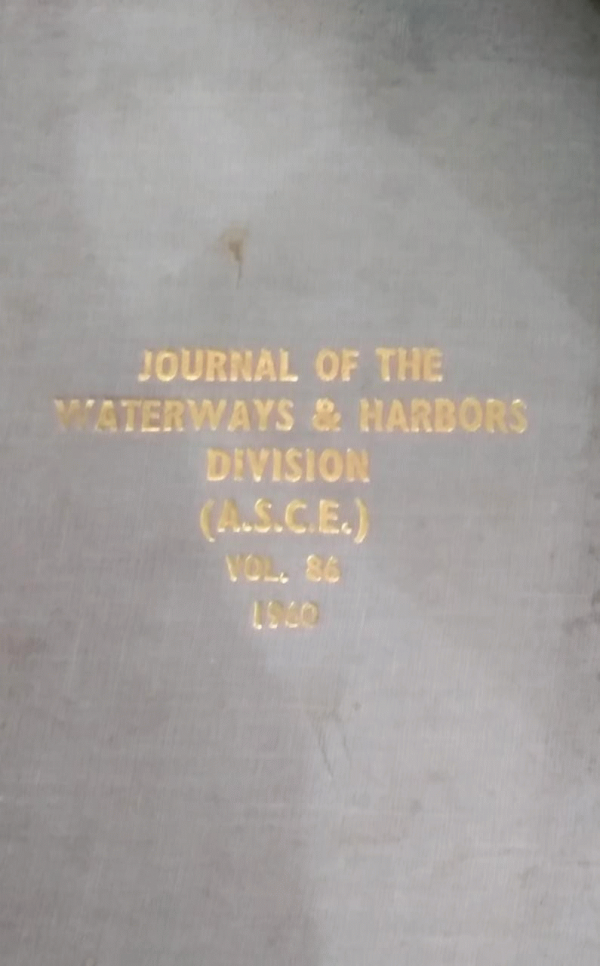 JOURNAL OF THE
WATERWAYS & HARBORS
DIVISION
(A.S.C.E.)
VOL. 86
1960